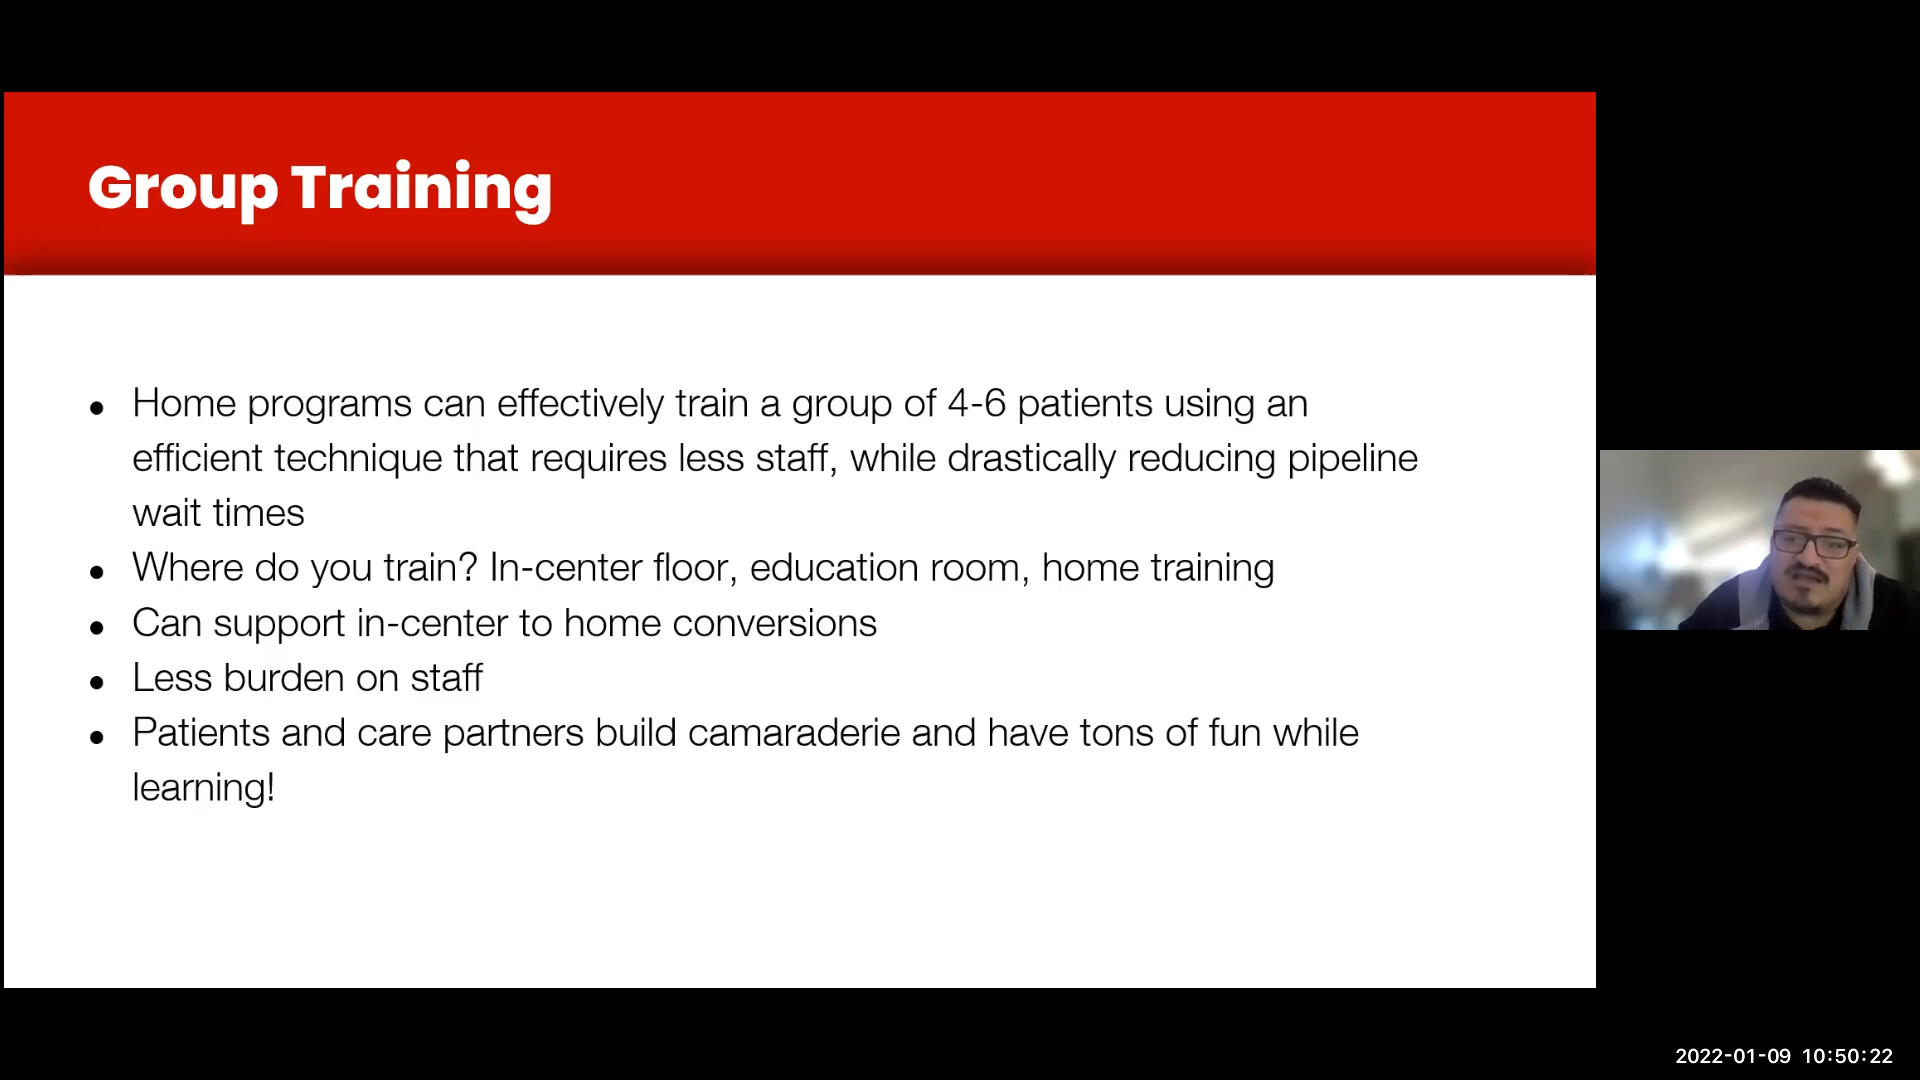 Group Training
● Home programs can effectively train a group of 4-6 patients using an
efficient technique that requires less staff, while drastically reducing pipeline
wait times
● Where do you train? In-center floor, education room, home training
● Can support in-center to home conversions
● Less burden on staff
● Patients and care partners build camaraderie and have tons of fun while
learning!
2022-01-09 10:50:22